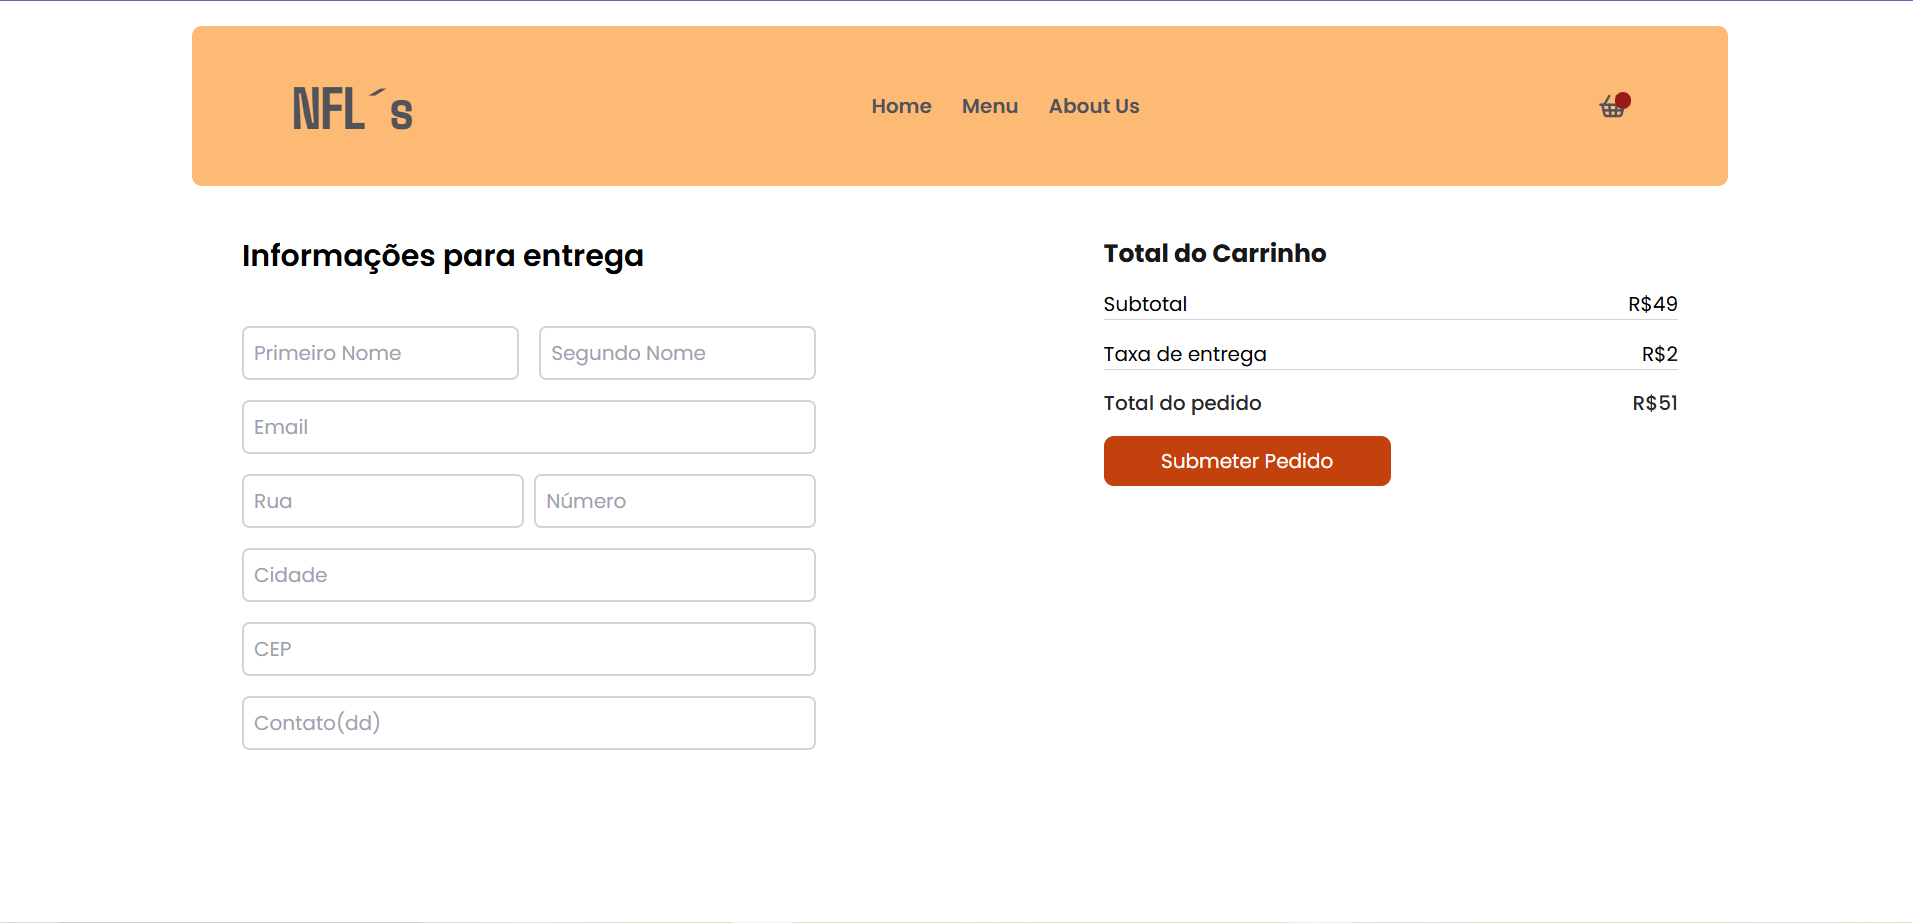 NFL´s
Home Menu About Us
Informações para entrega
Primeiro Nome Segundo Nome
Email
Rua Número
Cidade
CEP
Contato(dd)
Total do Carrinho
Subtotal R$49
Taxa de entrega R$2
Total do pedido R$51
Submeter Pedido